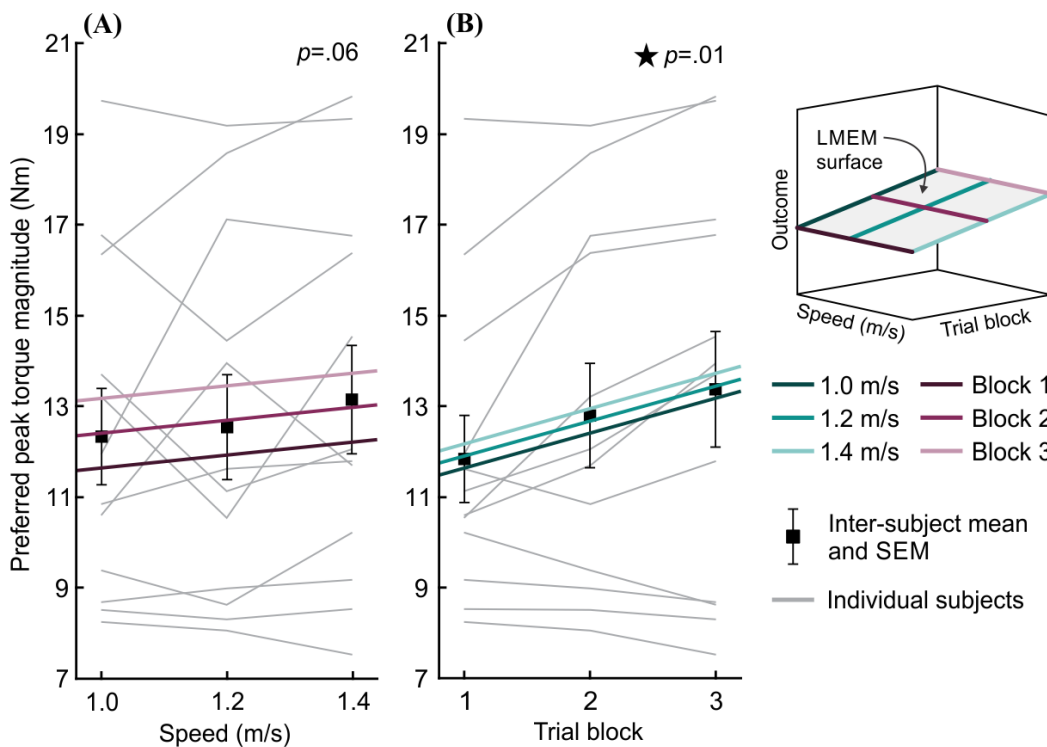 (A)
p=.06
Preferred peak torque magnitude (Nm)
21
19
17
15
13
11
9
7
1.0
1.2
1.4
Speed (m/s)
(B)
★ p=.01
21
19
17
15
13
11
9
7
1
2
3
Trial block
LMEM
surface
Outcome
Speed (m/s)
Trial block
1.0 m/s
Block 1
1.2 m/s
Block 2
1.4 m/s
Block 3
Inter-subject mean
and SEM
Individual subjects